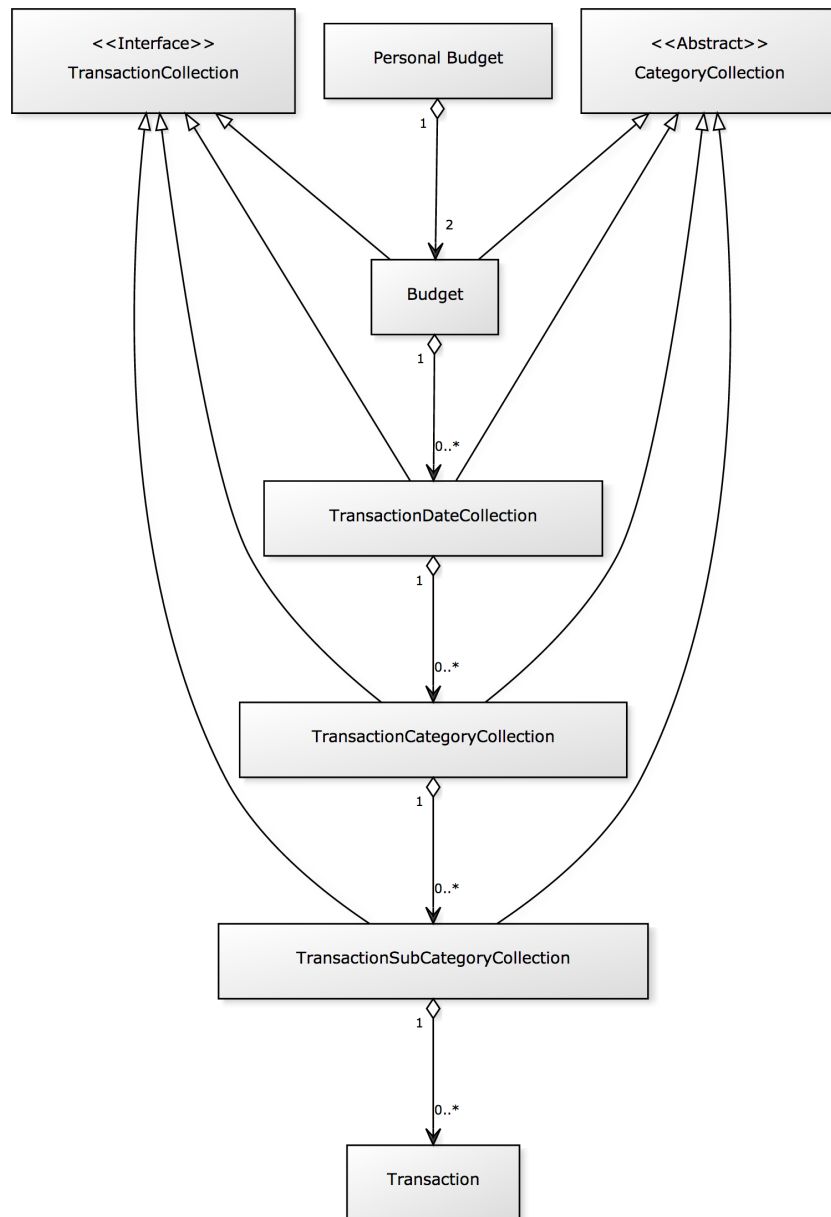 <<Interface>>
TransactionCollection
Personal Budget
<<Abstract>>
CategoryCollection
1
2
Budget
1
0..*
TransactionDateCollection
1
0..*
TransactionCategoryCollection
1
0..*
TransactionSubCategoryCollection
1
0..*
Transaction